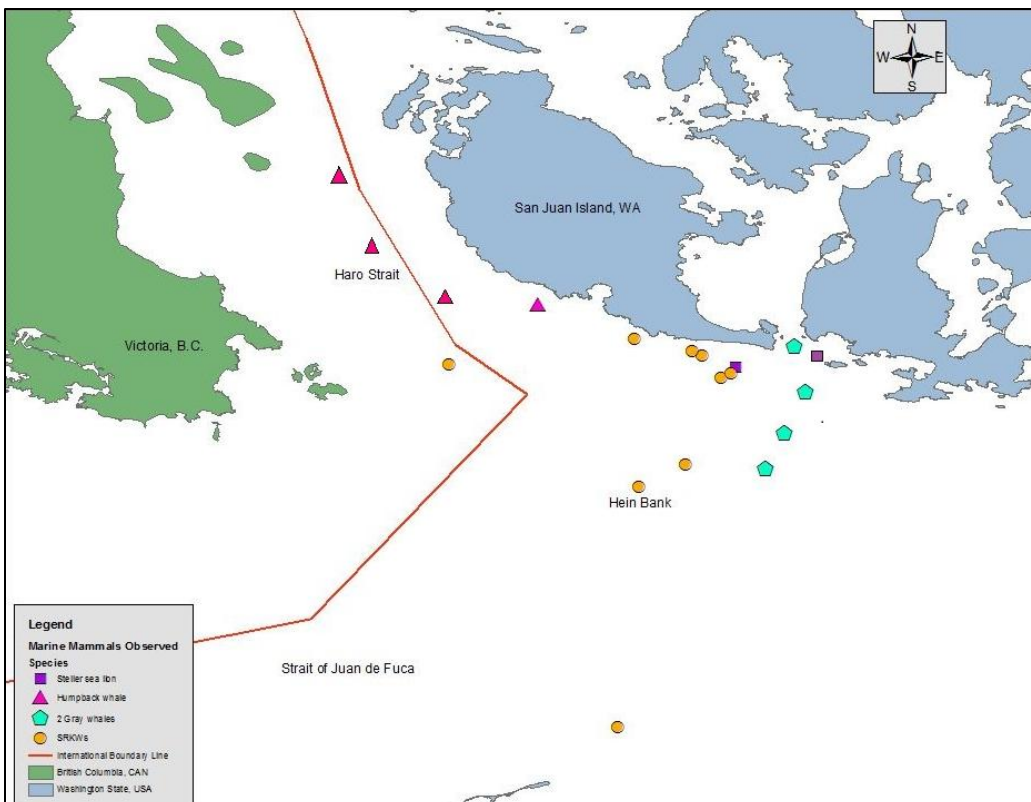 N
W E
S
San Juan Island, WA
Haro Strait
Victoria, B.C.
Hein Bank
Strait of Juan de Fuca
Legend
Marine Mammals Observed
Species
Steller sea lion
Humpback whale
2 Gray whales
SRKWs
International Boundary Line
British Columbia, CAN
Washington State, USA